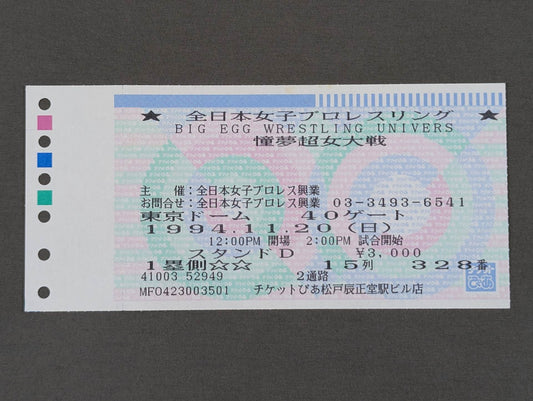 ★ 全日本女子プロレスリング ★
BIG EGG WRESTLING UNIVERS
憧夢超女大戦
主 催:全日本女子プロレス興業
お問合せ:全日本女子プロレス興業 03-3493-6541
東京ドーム 40ゲート
1994.11.20(日)
12:00PM 開場 2:00PM 試合開始
スタンドD ¥3,000
1塁側☆☆ 15列 328番
41003 52949 2通路
MFO423003501 チケットぴあ松戸辰正堂駅ビル店